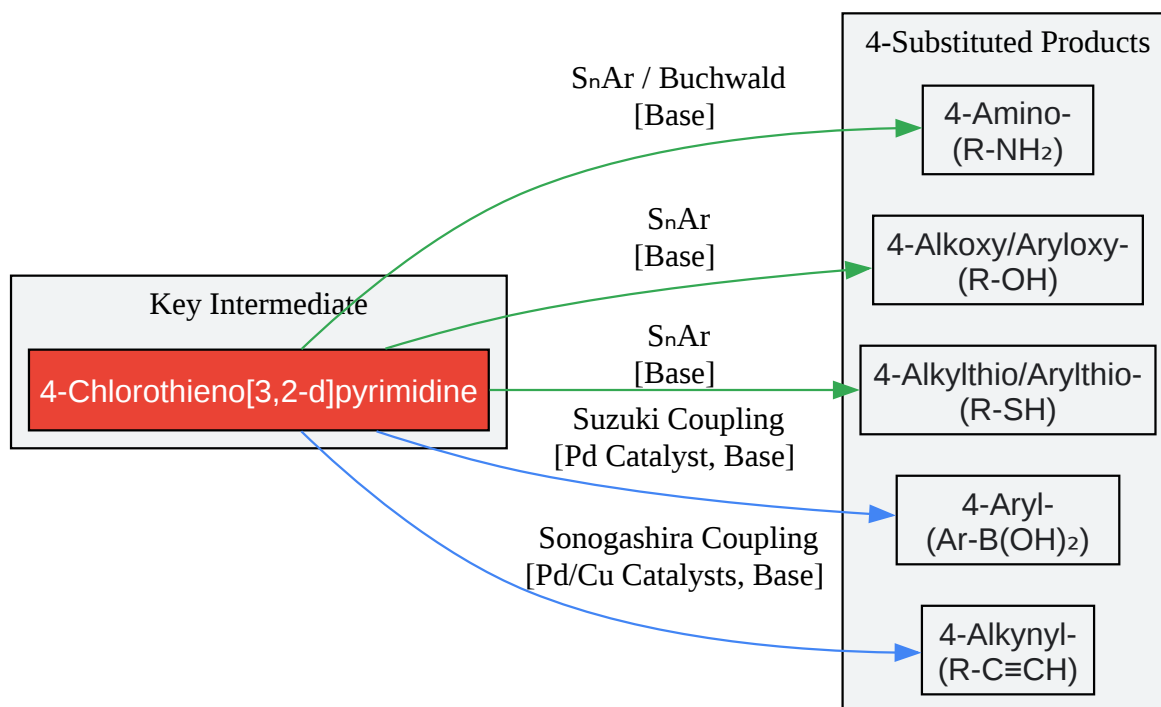 4-Substituted Products
SₙAr / Buchwald
[Base]
4-Amino-
(R-NH₂)
SₙAr
[Base]
4-Alkoxy/Aryloxy-
(R-OH)
Key Intermediate
4-Chlorothieno[3,2-d]pyrimidine
SₙAr
[Base]
4-Alkylthio/Arylthio-
(R-SH)
Suzuki Coupling
[Pd Catalyst, Base]
4-Aryl-
(Ar-B(OH)₂)
Sonogashira Coupling
[Pd/Cu Catalysts, Base]
4-Alkynyl-
(R-C≡CH)